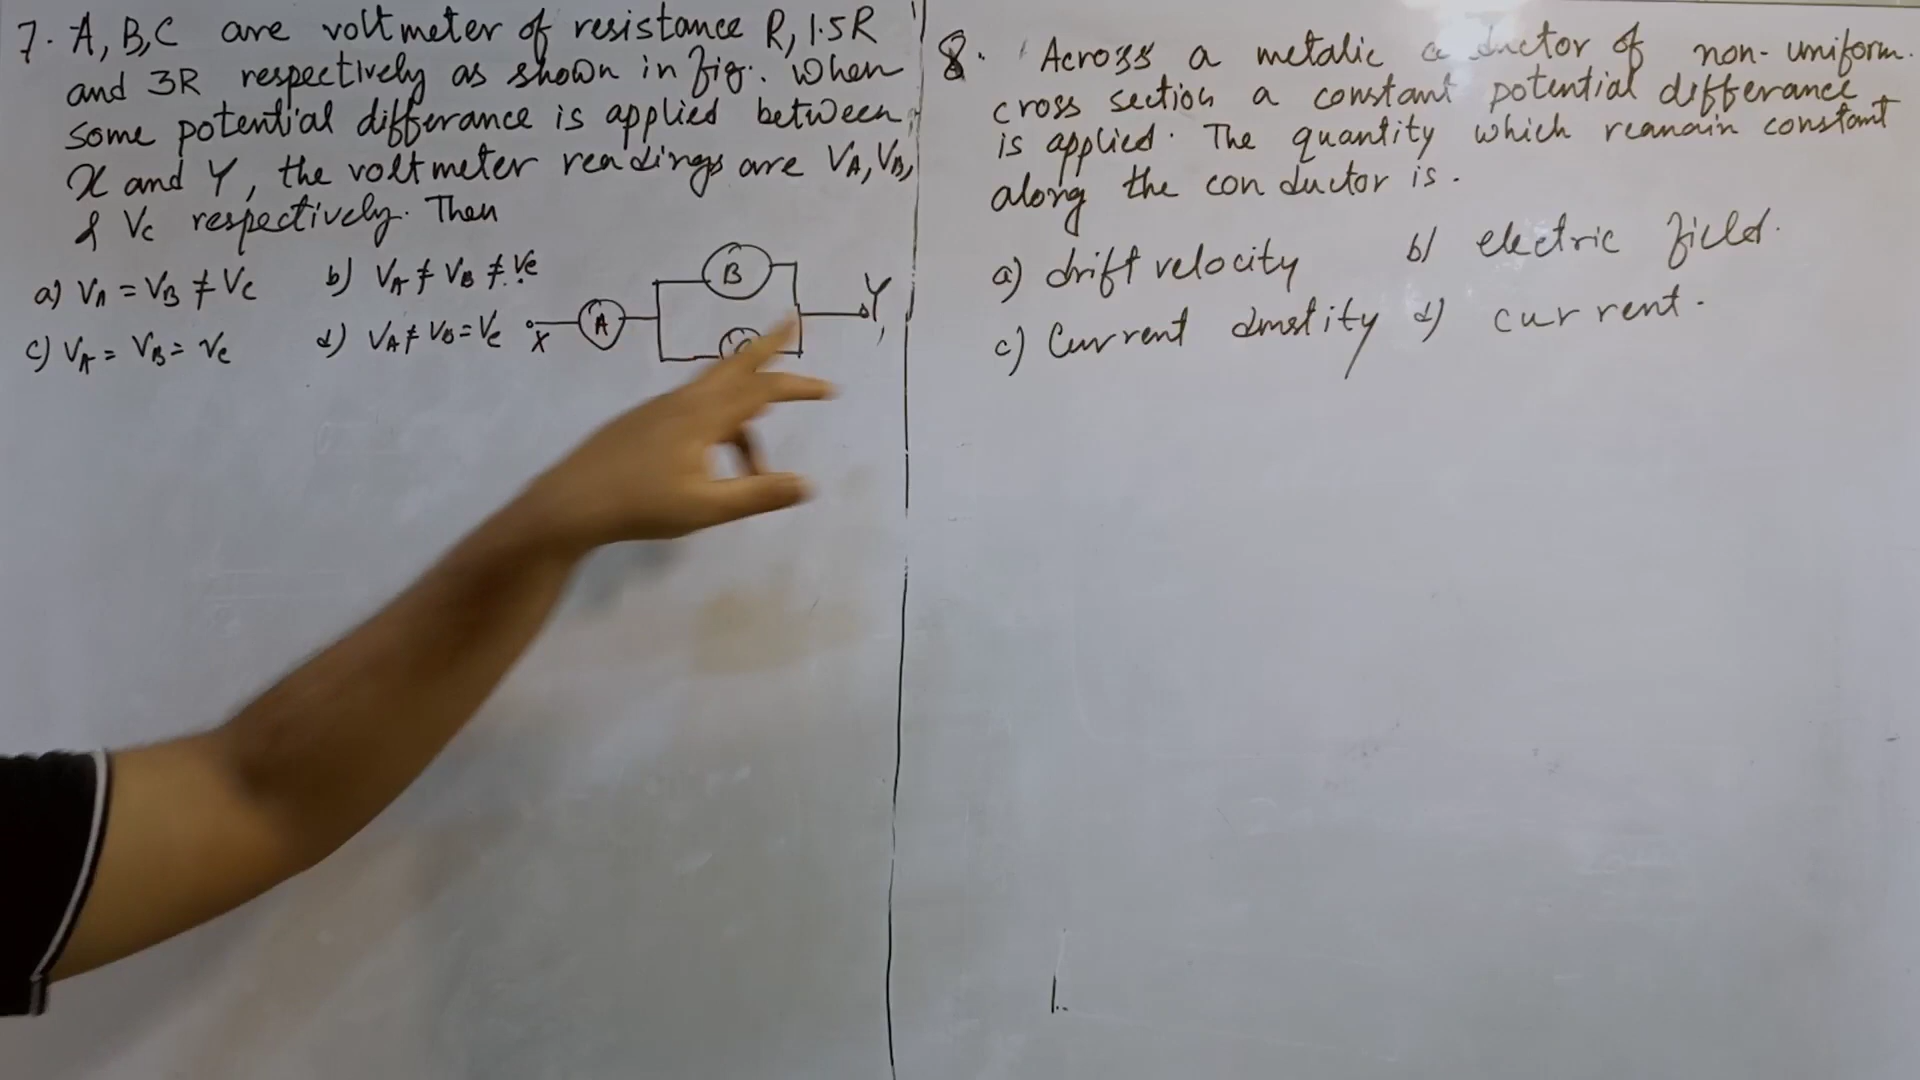 7. A, B, C are voltmeter of resistance R, 1.5R
and 3R respectively as shown in fig. When
some potential differance is applied between
X and Y, the voltmeter readings are VA, VB,
& Vc respectively. Then
a) VA = VB ≠ Vc b) VA ≠ VB ≠ Vc
c) VA = VB = Vc d) VA ≠ VB = Vc
X A B Y
8. Across a metalic of non-uniform.
cross section a constant potential differance
is applied. The quantity which remain constant
along the conductor is.
a) drift velocity b) electric field.
c) Current density d) current.